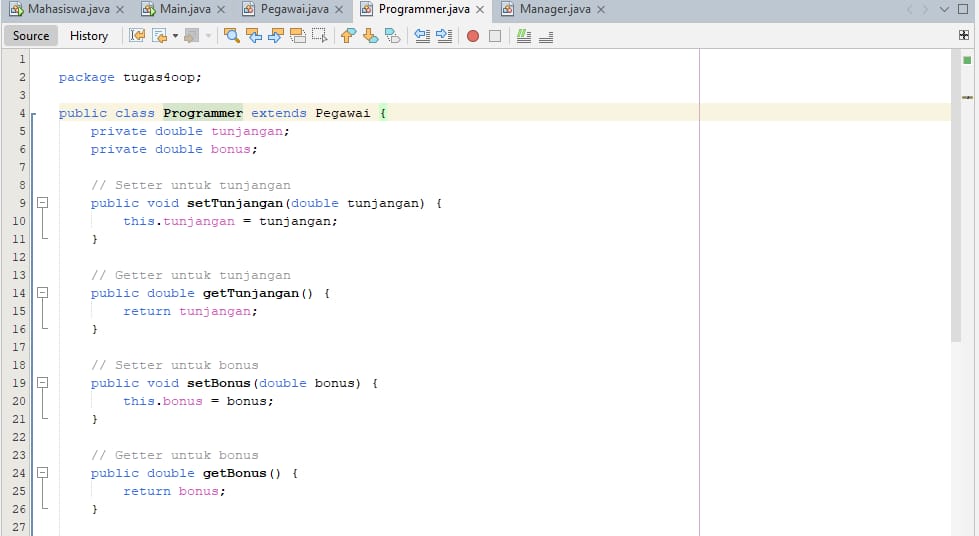 Mahasiswa.java Main.java Pegawai.java Programmer.java Manager.java
Source History
1
2 package tugas4oop;
3
4 public class Programmer extends Pegawai {
5 private double tunjangan;
6 private double bonus;
7
8 // Setter untuk tunjangan
9 public void setTunjangan(double tunjangan) {
10 this.tunjangan = tunjangan;
11 }
12
13 // Getter untuk tunjangan
14 public double getTunjangan() {
15 return tunjangan;
16 }
17
18 // Setter untuk bonus
19 public void setBonus(double bonus) {
20 this.bonus = bonus;
21 }
22
23 // Getter untuk bonus
24 public double getBonus() {
25 return bonus;
26 }
27